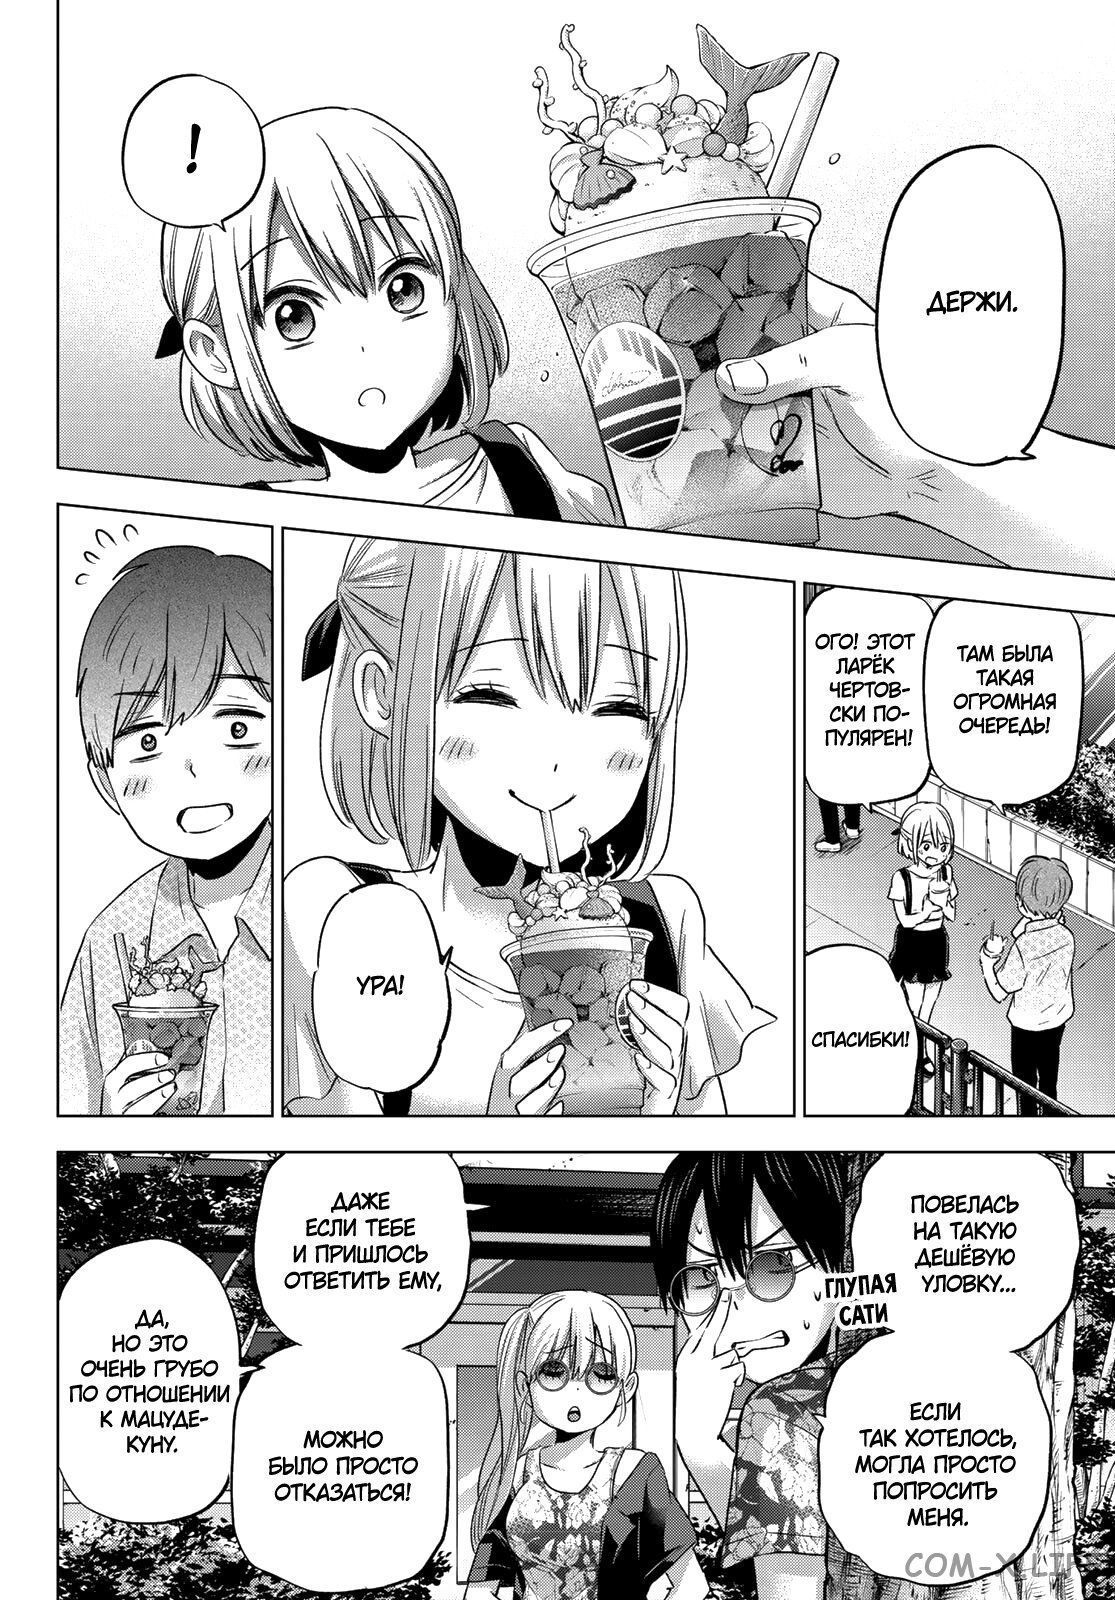 ДЕРЖИ.
!
ТАМ БЫЛА
ТАКАЯ
ОГРОМНАЯ
ОЧЕРЕДЬ!
ОГО! ЭТОТ
ЛАРЁК
ЧЕРТОВ-
СКИ ПО-
ПУЛЯРЕН!
СПАСИБКИ!
УРА!
ПОВЕЛАСЬ
НА ТАКУЮ
ДЕШЁВУЮ
УЛОВКУ...
ГЛУПАЯ
САТИ
ЕСЛИ
ТАК ХОТЕЛОСЬ,
МОГЛА ПРОСТО
ПОПРОСИТЬ
МЕНЯ.
ДАЖЕ
ЕСЛИ ТЕБЕ
И ПРИШЛОСЬ
ОТВЕТИТЬ ЕМУ,
МОЖНО
БЫЛО ПРОСТО
ОТКАЗАТЬСЯ!
ДА,
НО ЭТО
ОЧЕНЬ ГРУБО
ПО ОТНОШЕНИИ
К МАЦУДЕ-
КУНУ.
COM-X.LIFE